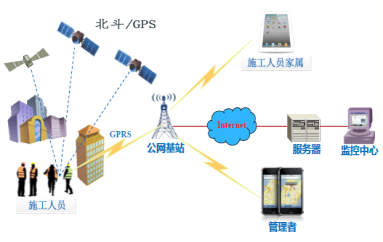 北斗/GPS
施工人员家属
GPRS
公网基站
Internet
服务器
监控中心
施工人员
管理者